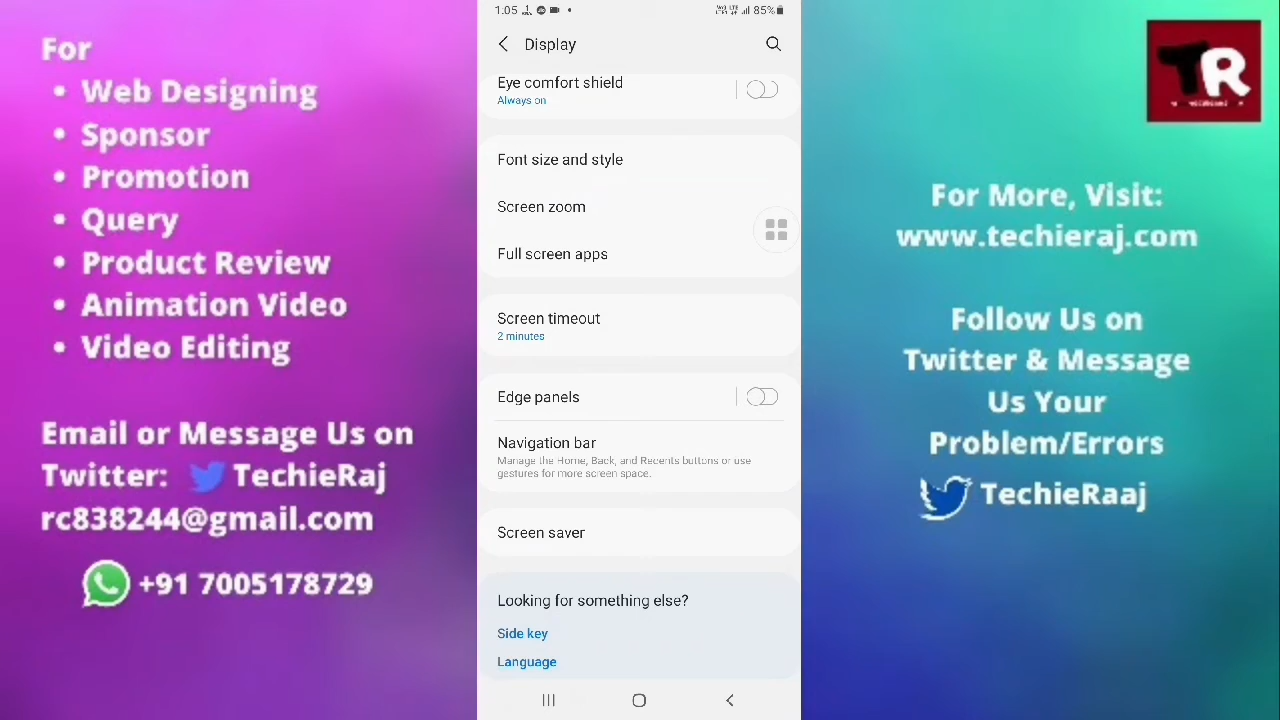 For
• Web Designing
• Sponsor
• Promotion
• Query
• Product Review
• Animation Video
• Video Editing
Email or Message Us on
Twitter: TechieRaj
rc838244@gmail.com
+91 7005178729
1:05
85%
Display
Eye comfort shield
Always on
Font size and style
Screen zoom
Full screen apps
Screen timeout
2 minutes
Edge panels
Navigation bar
Manage the Home, Back, and Recents buttons or use
gestures for more screen space.
Screen saver
Looking for something else?
Side key
Language
TR
For More, Visit:
www.techieraj.com
Follow Us on
Twitter & Message
Us Your
Problem/Errors
TechieRaaj